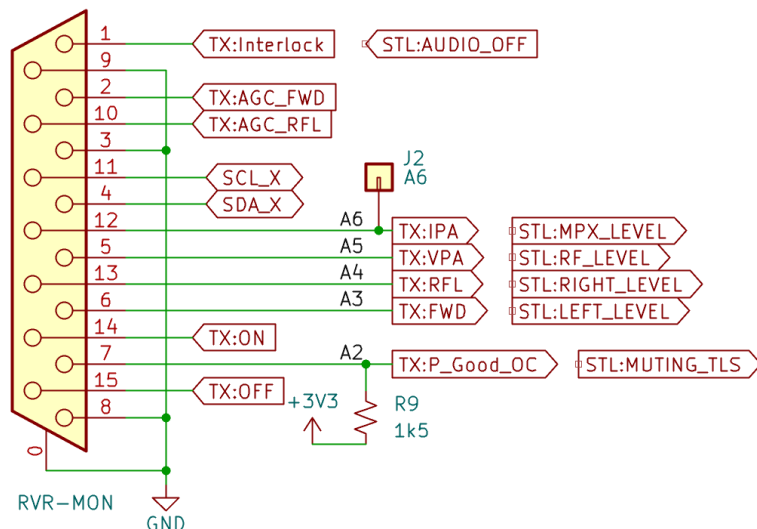 1 TX:Interlock STL:AUDIO_OFF
9
2 TX:AGC_FWD
10 TX:AGC_RFL
3
J2
A6
11 SCL_X
4 SDA_X
12 A6 TX:IPA STL:MPX_LEVEL
5 A5 TX:VPA STL:RF_LEVEL
13 A4 TX:RFL STL:RIGHT_LEVEL
6 A3 TX:FWD STL:LEFT_LEVEL
14 TX:ON
7 A2 TX:P_Good_OC STL:MUTING_TLS
15 TX:OFF
+3V3 R9
8 1k5
0
RVR-MON
GND